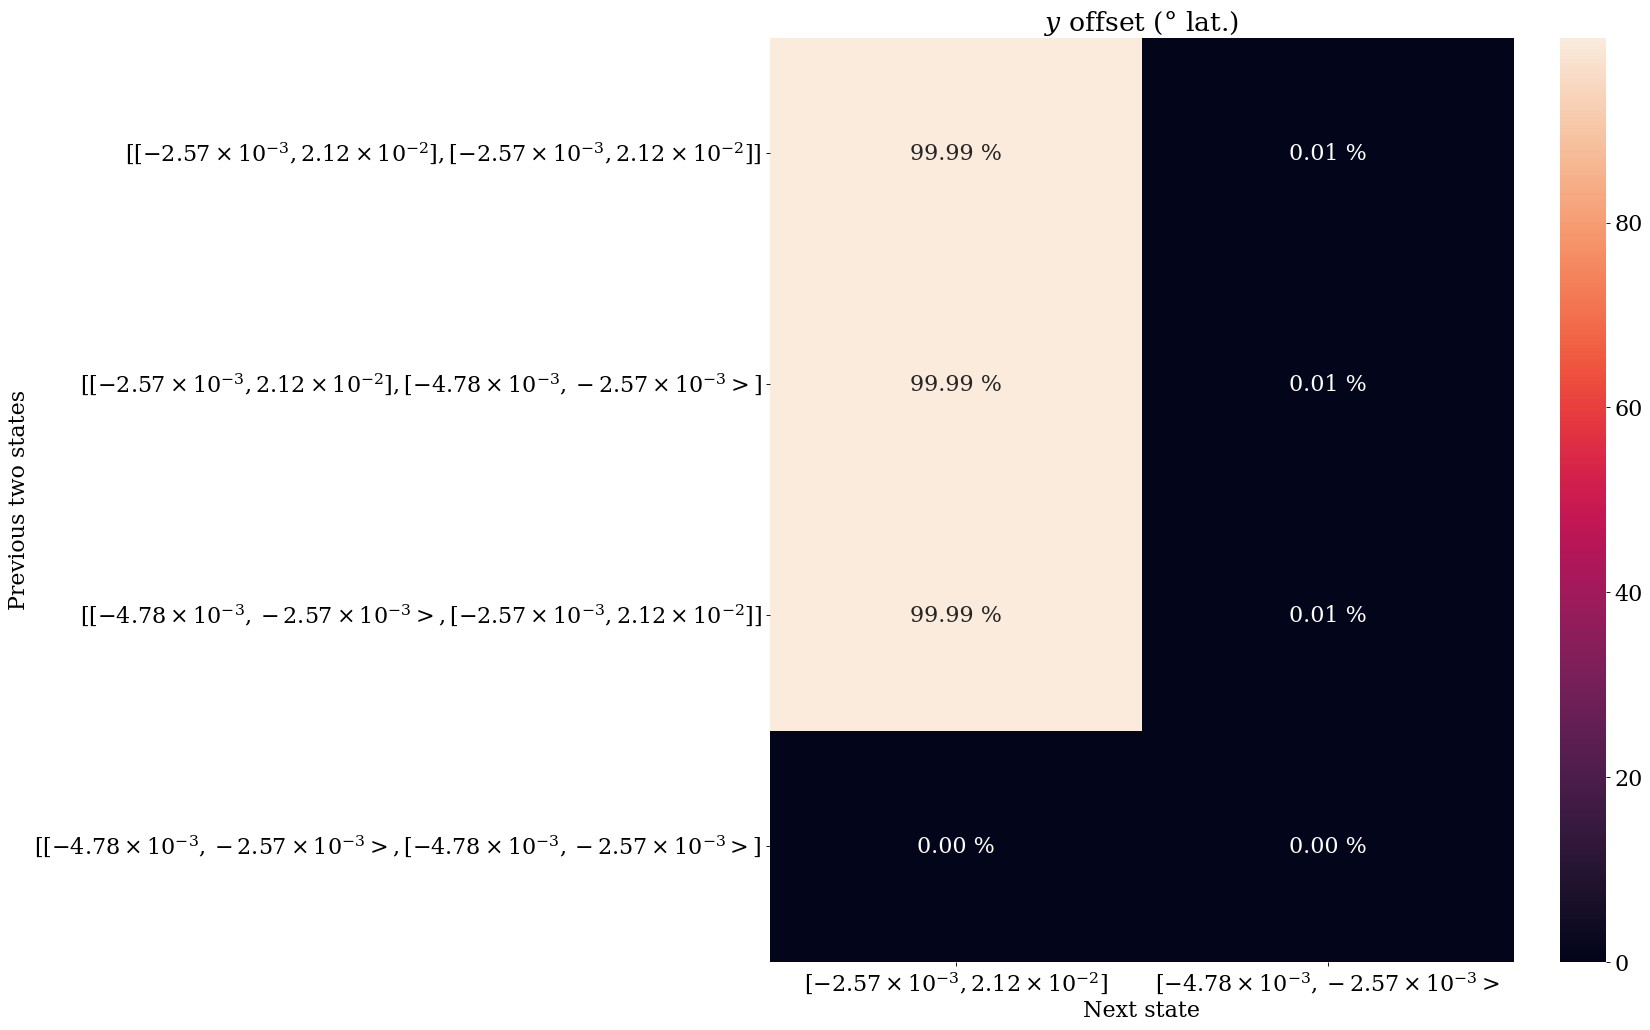 y offset (° lat.)
[[−2.57 × 10⁻³, 2.12 × 10⁻²], [−2.57 × 10⁻³, 2.12 × 10⁻²]]
99.99 %
0.01 %
80
[[−2.57 × 10⁻³, 2.12 × 10⁻²], [−4.78 × 10⁻³, −2.57 × 10⁻³ >]
99.99 %
0.01 %
60
Previous two states
[[−4.78 × 10⁻³, −2.57 × 10⁻³ >, [−2.57 × 10⁻³, 2.12 × 10⁻²]]
99.99 %
0.01 %
40
20
[[−4.78 × 10⁻³, −2.57 × 10⁻³ >, [−4.78 × 10⁻³, −2.57 × 10⁻³ >]
0.00 %
0.00 %
0
[−2.57 × 10⁻³, 2.12 × 10⁻²]
[−4.78 × 10⁻³, −2.57 × 10⁻³ >
Next state